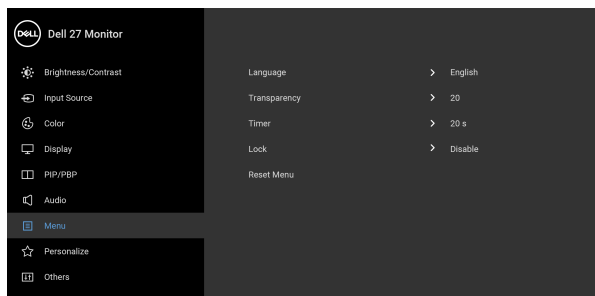 DELL Dell 27 Monitor
Brightness/Contrast
Language English
Input Source
Transparency 20
Color
Timer 20 s
Display
Lock Disable
PIP/PBP
Reset Menu
Audio
Menu
Personalize
Others